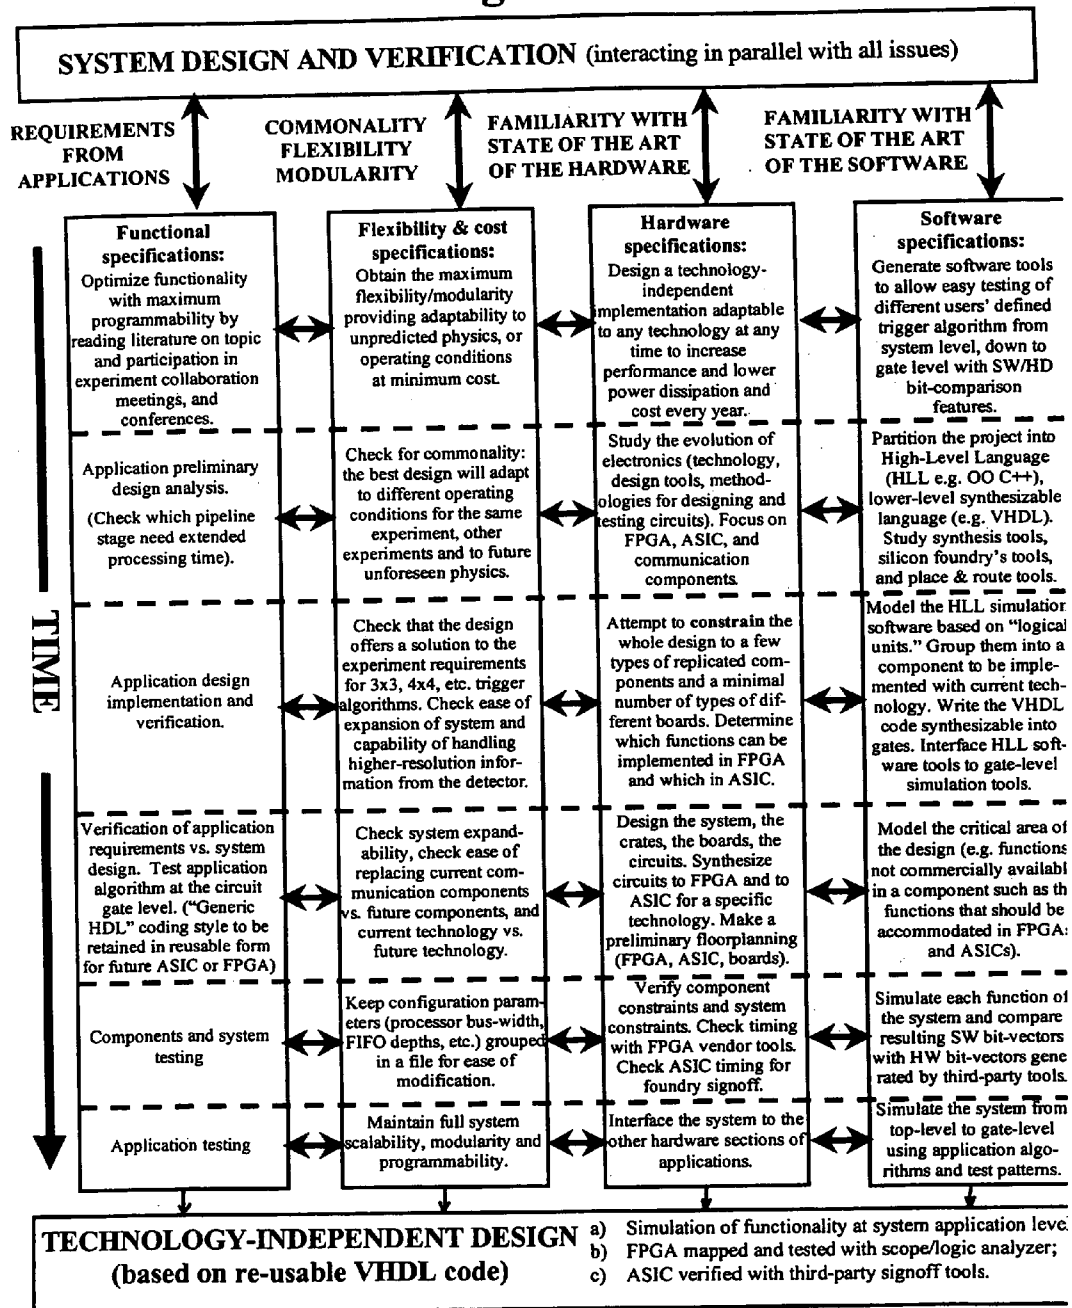 SYSTEM DESIGN AND VERIFICATION (interacting in parallel with all issues)
REQUIREMENTS
FROM
APPLICATIONS
COMMONALITY
FLEXIBILITY
MODULARITY
FAMILIARITY WITH
STATE OF THE ART
OF THE HARDWARE
FAMILIARITY WITH
STATE OF THE ART
OF THE SOFTWARE
TIME
Functional
specifications:
Optimize functionality
with maximum
programmability by
reading literature on topic
and participation in
experiment collaboration
meetings, and
conferences.
Application preliminary
design analysis.
(Check which pipeline
stage need extended
processing time).
Application design
implementation and
verification.
Verification of application
requirements vs. system
design. Test application
algorithm at the circuit
gate level. ("Generic
HDL" coding style to be
retained in reusable form
for future ASIC or FPGA)
Components and system
testing
Application testing
Flexibility & cost
specifications:
Obtain the maximum
flexibility/modularity
providing adaptability to
unpredicted physics, or
operating conditions
at minimum cost.
Check for commonality:
the best design will adapt
to different operating
conditions for the same
experiment, other
experiments and to future
unforeseen physics.
Check that the design
offers a solution to the
experiment requirements
for 3x3, 4x4, etc. trigger
algorithms. Check ease of
expansion of system and
capability of handling
higher-resolution infor-
mation from the detector.
Check system expand-
ability, check ease of
replacing current com-
munication components
vs. future components, and
current technology vs.
future technology.
Keep configuration param-
eters (processor bus-width,
FIFO depths, etc.) grouped
in a file for ease of
modification.
Maintain full system
scalability, modularity and
programmability.
Hardware
specifications:
Design a technology-
independent
implementation adaptable
to any technology at any
time to increase
performance and lower
power dissipation and
cost every year.
Study the evolution of
electronics (technology,
design tools, method-
ologies for designing and
testing circuits). Focus on
FPGA, ASIC, and
communication
components.
Attempt to constrain the
whole design to a few
types of replicated com-
ponents and a minimal
number of types of dif-
ferent boards. Determine
which functions can be
implemented in FPGA
and which in ASIC.
Design the system, the
crates, the boards, the
circuits. Synthesize
circuits to FPGA and to
ASIC for a specific
technology. Make a
preliminary floorplanning
(FPGA, ASIC, boards).
Verify component
constraints and system
constraints. Check timing
with FPGA vendor tools.
Check ASIC timing for
foundry signoff.
Interface the system to the
other hardware sections of
applications.
Software
specifications:
Generate software tools
to allow easy testing of
different users' defined
trigger algorithm from
system level, down to
gate level with SW/HD
bit-comparison
features.
Partition the project into
High-Level Language
(HLL e.g. OO C++),
lower-level synthesizable
language (e.g. VHDL).
Study synthesis tools,
silicon foundry's tools,
and place & route tools.
Model the HLL simulation
software based on "logical
units." Group them into a
component to be imple-
mented with current tech-
nology. Write the VHDL
code synthesizable into
gates. Interface HLL soft-
ware tools to gate-level
simulation tools.
Model the critical area of
the design (e.g. functions
not commercially availabl
in a component such as th
functions that should be
accommodated in FPGA
and ASICs).
Simulate each function of
the system and compare
resulting SW bit-vectors
with HW bit-vectors gene
rated by third-party tools.
Simulate the system from
top-level to gate-level
using application algo-
rithms and test patterns.
TECHNOLOGY-INDEPENDENT DESIGN
(based on re-usable VHDL code)
a) Simulation of functionality at system application leve
b) FPGA mapped and tested with scope/logic analyzer;
c) ASIC verified with third-party signoff tools.